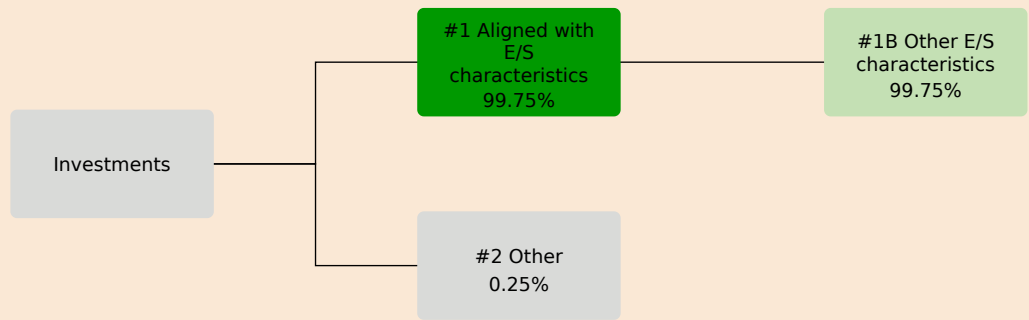 #1 Aligned with
E/S
characteristics
99.75%
#1B Other E/S
characteristics
99.75%
Investments
#2 Other
0.25%